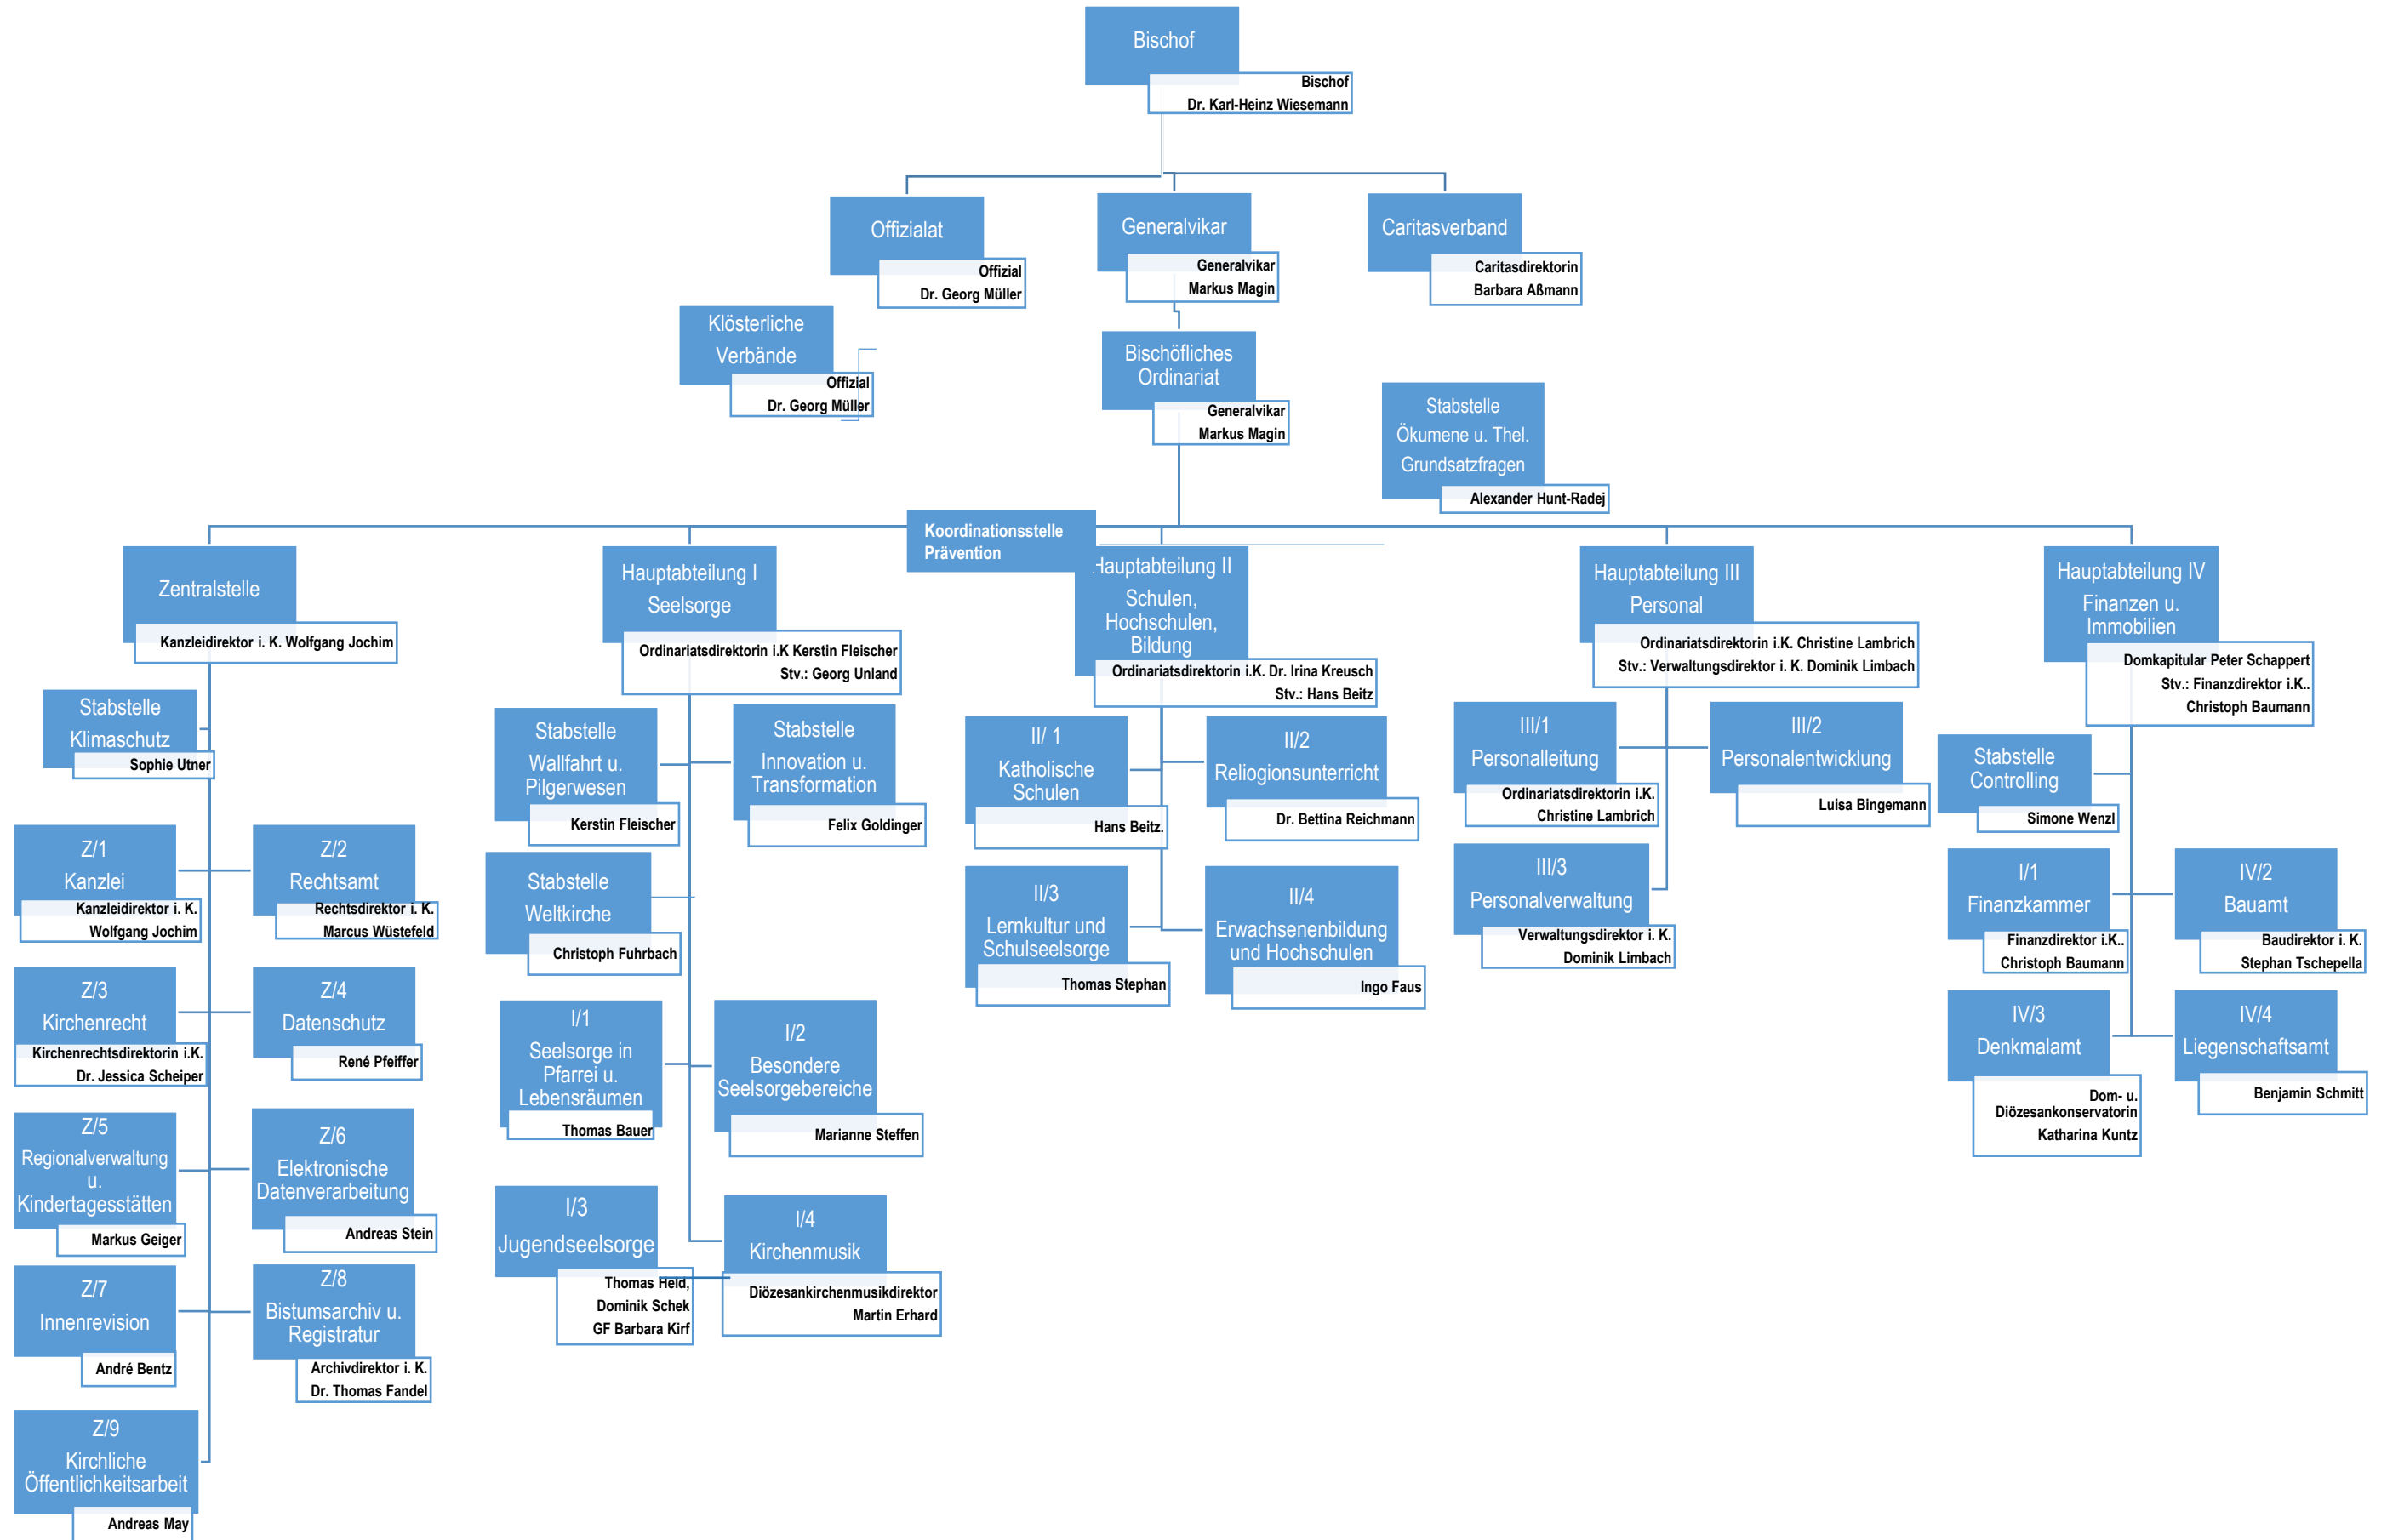 Bischof
Bischof
Dr. Karl-Heinz Wiesemann
Offizialat
Offizial
Dr. Georg Müller
Generalvikar
Generalvikar
Markus Magin
Caritasverband
Caritasdirektorin
Barbara Aßmann
Klösterliche
Verbände
Offizial
Dr. Georg Müller
Bischöfliches
Ordinariat
Generalvikar
Markus Magin
Stabstelle
Ökumene u. Thel.
Grundsatzfragen
Alexander Hunt-Radej
Koordinationsstelle
Prävention
Zentralstelle
Kanzleidirektor i. K. Wolfgang Jochim
Stabstelle
Klimaschutz
Sophie Utner
Z/1
Kanzlei
Kanzleidirektor i. K.
Wolfgang Jochim
Z/2
Rechtsamt
Rechtsdirektor i. K.
Marcus Wüstefeld
Z/3
Kirchenrecht
Kirchenrechtsdirektorin i.K.
Dr. Jessica Scheiper
Z/4
Datenschutz
René Pfeiffer
Z/5
Regionalverwaltung
u.
Kindertagesstätten
Markus Geiger
Z/6
Elektronische
Datenverarbeitung
Andreas Stein
Z/7
Innenrevision
André Bentz
Z/8
Bistumsarchiv u.
Registratur
Archivdirektor i. K.
Dr. Thomas Fandel
Z/9
Kirchliche
Öffentlichkeitsarbeit
Andreas May
Hauptabteilung I
Seelsorge
Ordinariatsdirektorin i.K Kerstin Fleischer
Stv.: Georg Unland
Stabstelle
Wallfahrt u.
Pilgerwesen
Kerstin Fleischer
Stabstelle
Innovation u.
Transformation
Felix Goldinger
Stabstelle
Weltkirche
Christoph Fuhrbach
I/1
Seelsorge in
Pfarrei u.
Lebensräumen
Thomas Bauer
I/2
Besondere
Seelsorgebereiche
Marianne Steffen
I/3
Jugendseelsorge
Thomas Held,
Dominik Schek
GF Barbara Kirf
I/4
Kirchenmusik
Diözesankirchenmusikdirektor
Martin Erhard
Hauptabteilung II
Schulen,
Hochschulen,
Bildung
Ordinariatsdirektorin i.K. Dr. Irina Kreusch
Stv.: Hans Beitz
II/ 1
Katholische
Schulen
Hans Beitz.
II/2
Reliogionsunterricht
Dr. Bettina Reichmann
II/3
Lernkultur und
Schulseelsorge
Thomas Stephan
II/4
Erwachsenenbildung
und Hochschulen
Ingo Faus
Hauptabteilung III
Personal
Ordinariatsdirektorin i.K. Christine Lambrich
Stv.: Verwaltungsdirektor i. K. Dominik Limbach
III/1
Personalleitung
Ordinariatsdirektorin i.K.
Christine Lambrich
III/2
Personalentwicklung
Luisa Bingemann
III/3
Personalverwaltung
Verwaltungsdirektor i. K.
Dominik Limbach
Hauptabteilung IV
Finanzen u.
Immobilien
Domkapitular Peter Schappert
Stv.: Finanzdirektor i.K..
Christoph Baumann
Stabstelle
Controlling
Simone Wenzl
I/1
Finanzkammer
Finanzdirektor i.K..
Christoph Baumann
IV/2
Bauamt
Baudirektor i. K.
Stephan Tschepella
IV/3
Denkmalamt
Dom- u.
Diözesankonservatorin
Katharina Kuntz
IV/4
Liegenschaftsamt
Benjamin Schmitt